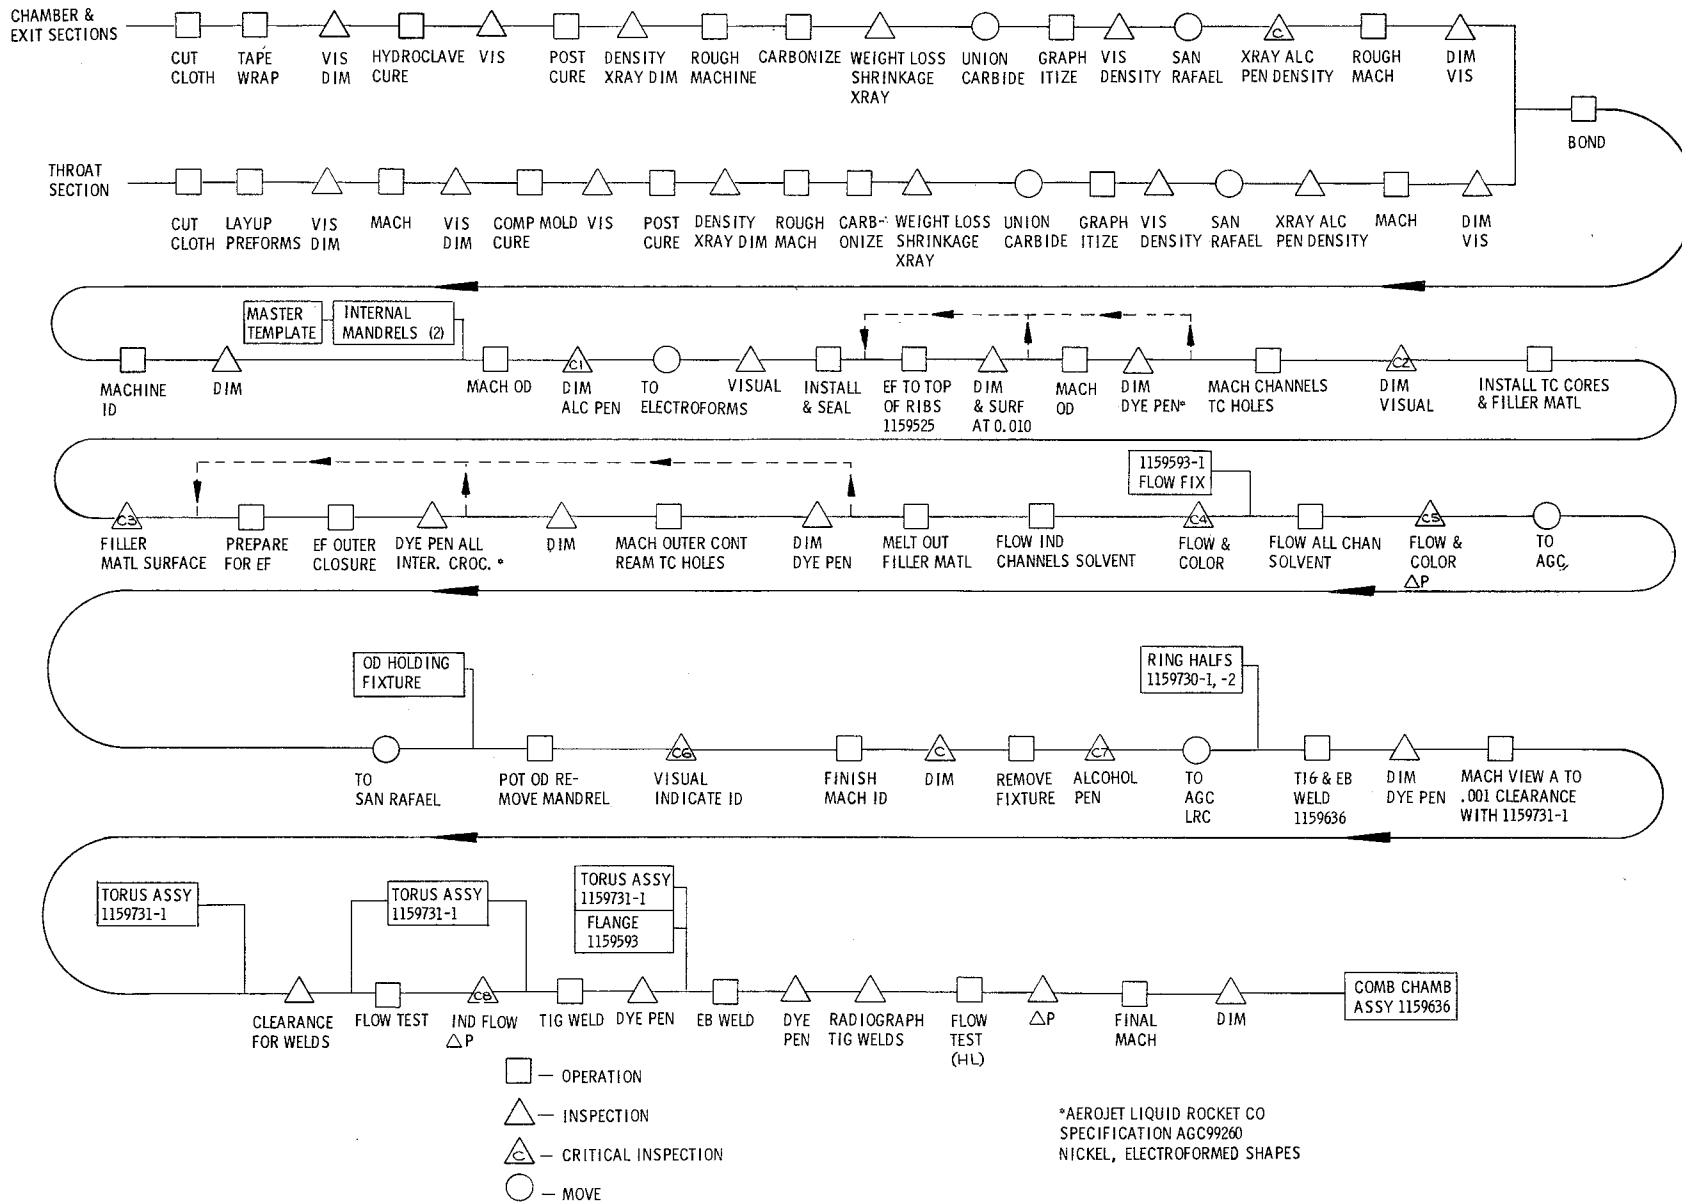 CHAMBER &
EXIT SECTIONS
CUT
CLOTH
TAPE
WRAP
VIS
DIM
HYDROCLAVE
CURE
VIS
POST
CURE
DENSITY
XRAY DIM
ROUGH
MACHINE
CARBONIZE
WEIGHT LOSS
SHRINKAGE
XRAY
UNION
CARBIDE
GRAPH
ITIZE
VIS
DENSITY
SAN
RAFAEL
C
XRAY ALC
PEN DENSITY
ROUGH
MACH
DIM
VIS
BOND
THROAT
SECTION
CUT
CLOTH
LAYUP
PREFORMS
VIS
DIM
MACH
VIS
DIM
COMP MOLD
CURE
VIS
POST
CURE
DENSITY
XRAY DIM
ROUGH
MACH
CARB-
ONIZE
WEIGHT LOSS
SHRINKAGE
XRAY
UNION
CARBIDE
GRAPH
ITIZE
VIS
DENSITY
SAN
RAFAEL
XRAY ALC
PEN DENSITY
MACH
DIM
VIS
MASTER
TEMPLATE
INTERNAL
MANDRELS (2)
MACHINE
ID
DIM
MACH OD
C1
DIM
ALC PEN
TO
ELECTROFORMS
VISUAL
INSTALL
& SEAL
EF TO TOP
OF RIBS
1159525
DIM
& SURF
AT 0.010
MACH
OD
DIM
DYE PEN*
MACH CHANNELS
TC HOLES
C2
DIM
VISUAL
INSTALL TC CORES
& FILLER MATL
1159593-1
FLOW FIX
C3
FILLER
MATL SURFACE
PREPARE
FOR EF
EF OUTER
CLOSURE
DYE PEN ALL
INTER. CROC. *
DIM
MACH OUTER CONT
REAM TC HOLES
DIM
DYE PEN
MELT OUT
FILLER MATL
FLOW IND
CHANNELS SOLVENT
C4
FLOW &
COLOR
FLOW ALL CHAN
SOLVENT
C5
FLOW &
COLOR
△P
TO
AGC
OD HOLDING
FIXTURE
RING HALFS
1159730-1, -2
TO
SAN RAFAEL
POT OD RE-
MOVE MANDREL
C6
VISUAL
INDICATE ID
FINISH
MACH ID
C
DIM
REMOVE
FIXTURE
C7
ALCOHOL
PEN
TO
AGC
LRC
TIG & EB
WELD
1159636
DIM
DYE PEN
MACH VIEW A TO
.001 CLEARANCE
WITH 1159731-1
TORUS ASSY
1159731-1
TORUS ASSY
1159731-1
TORUS ASSY
1159731-1
FLANGE
1159593
CLEARANCE
FOR WELDS
FLOW TEST
C8
IND FLOW
△P
TIG WELD
DYE PEN
EB WELD
DYE
PEN
RADIOGRAPH
TIG WELDS
FLOW
TEST
(HL)
△P
FINAL
MACH
DIM
COMB CHAMB
ASSY 1159636
— OPERATION
— INSPECTION
C — CRITICAL INSPECTION
— MOVE
*AEROJET LIQUID ROCKET CO
SPECIFICATION AGC99260
NICKEL, ELECTROFORMED SHAPES